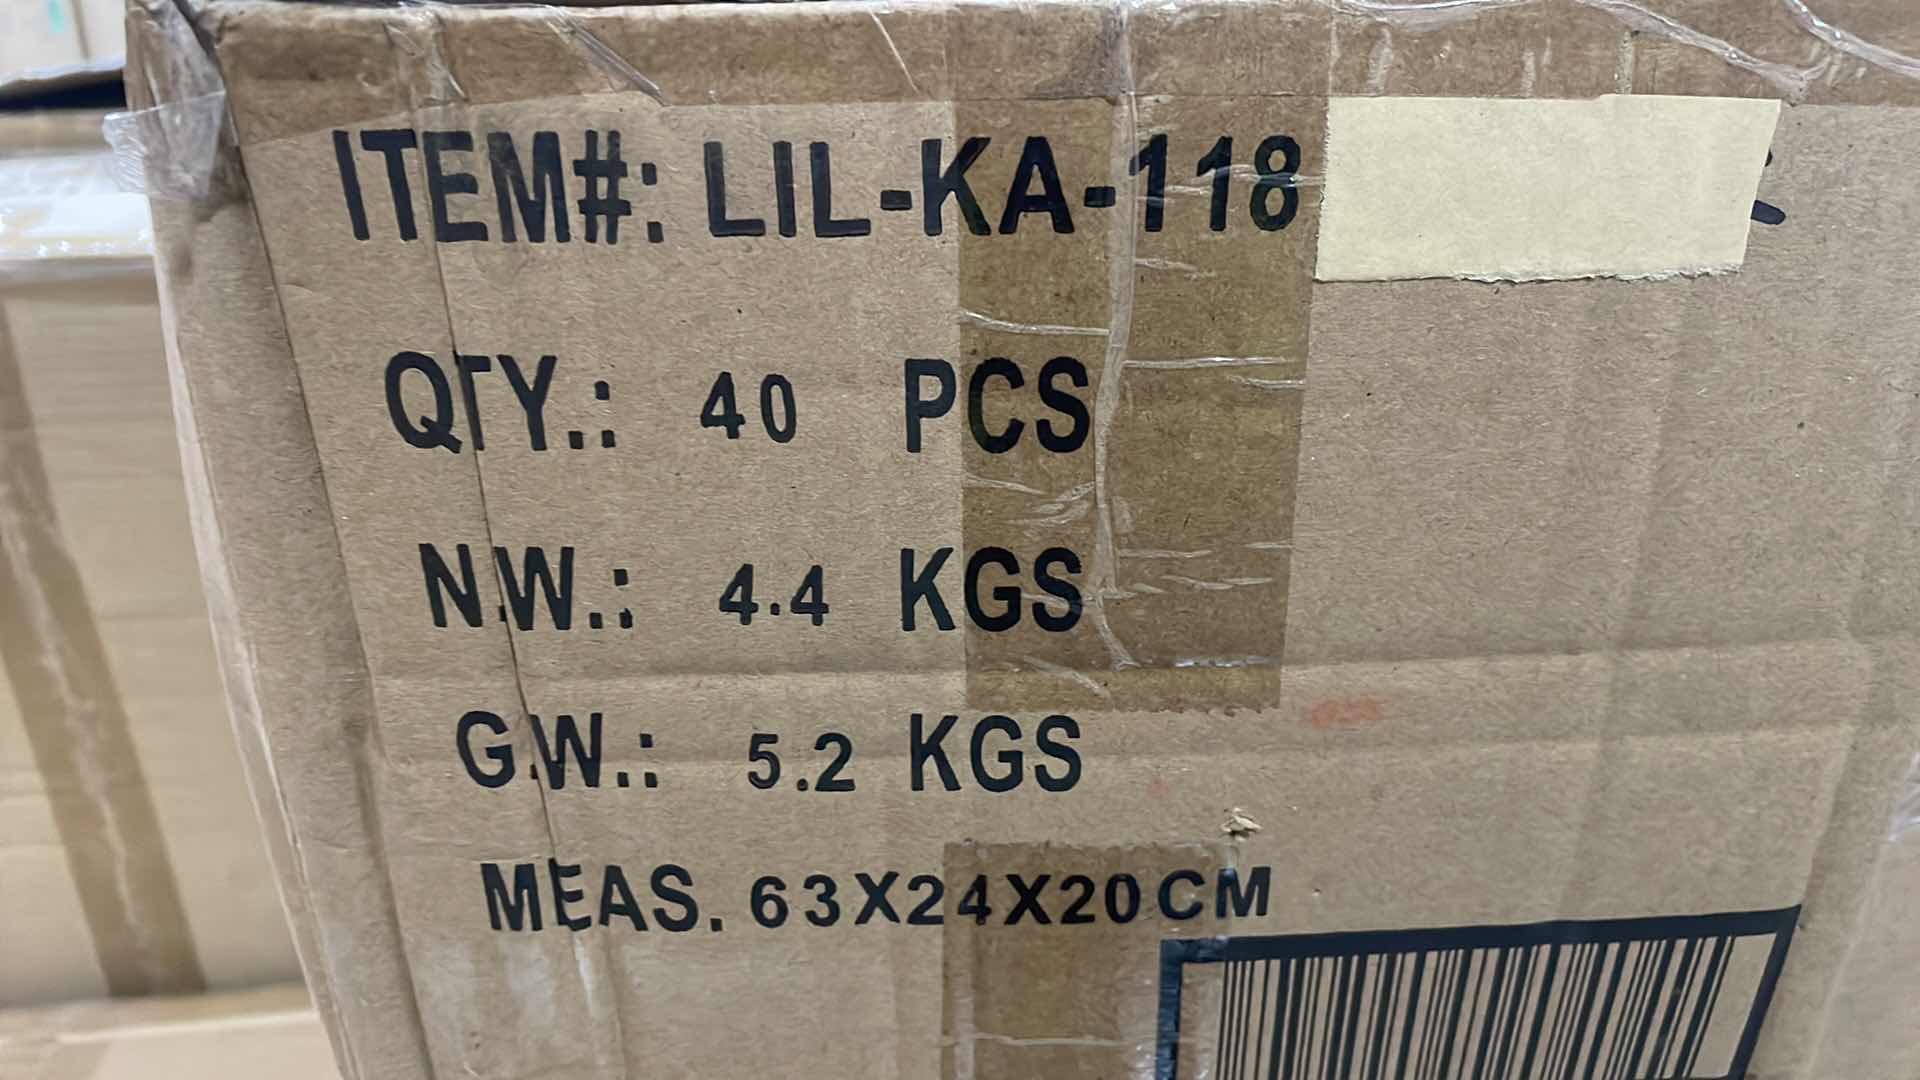 ITEM#: LIL-KA-118
QTY.: 40 PCS
N.W.: 4.4 KGS
G.W.: 5.2 KGS
MEAS. 63X24X20CM